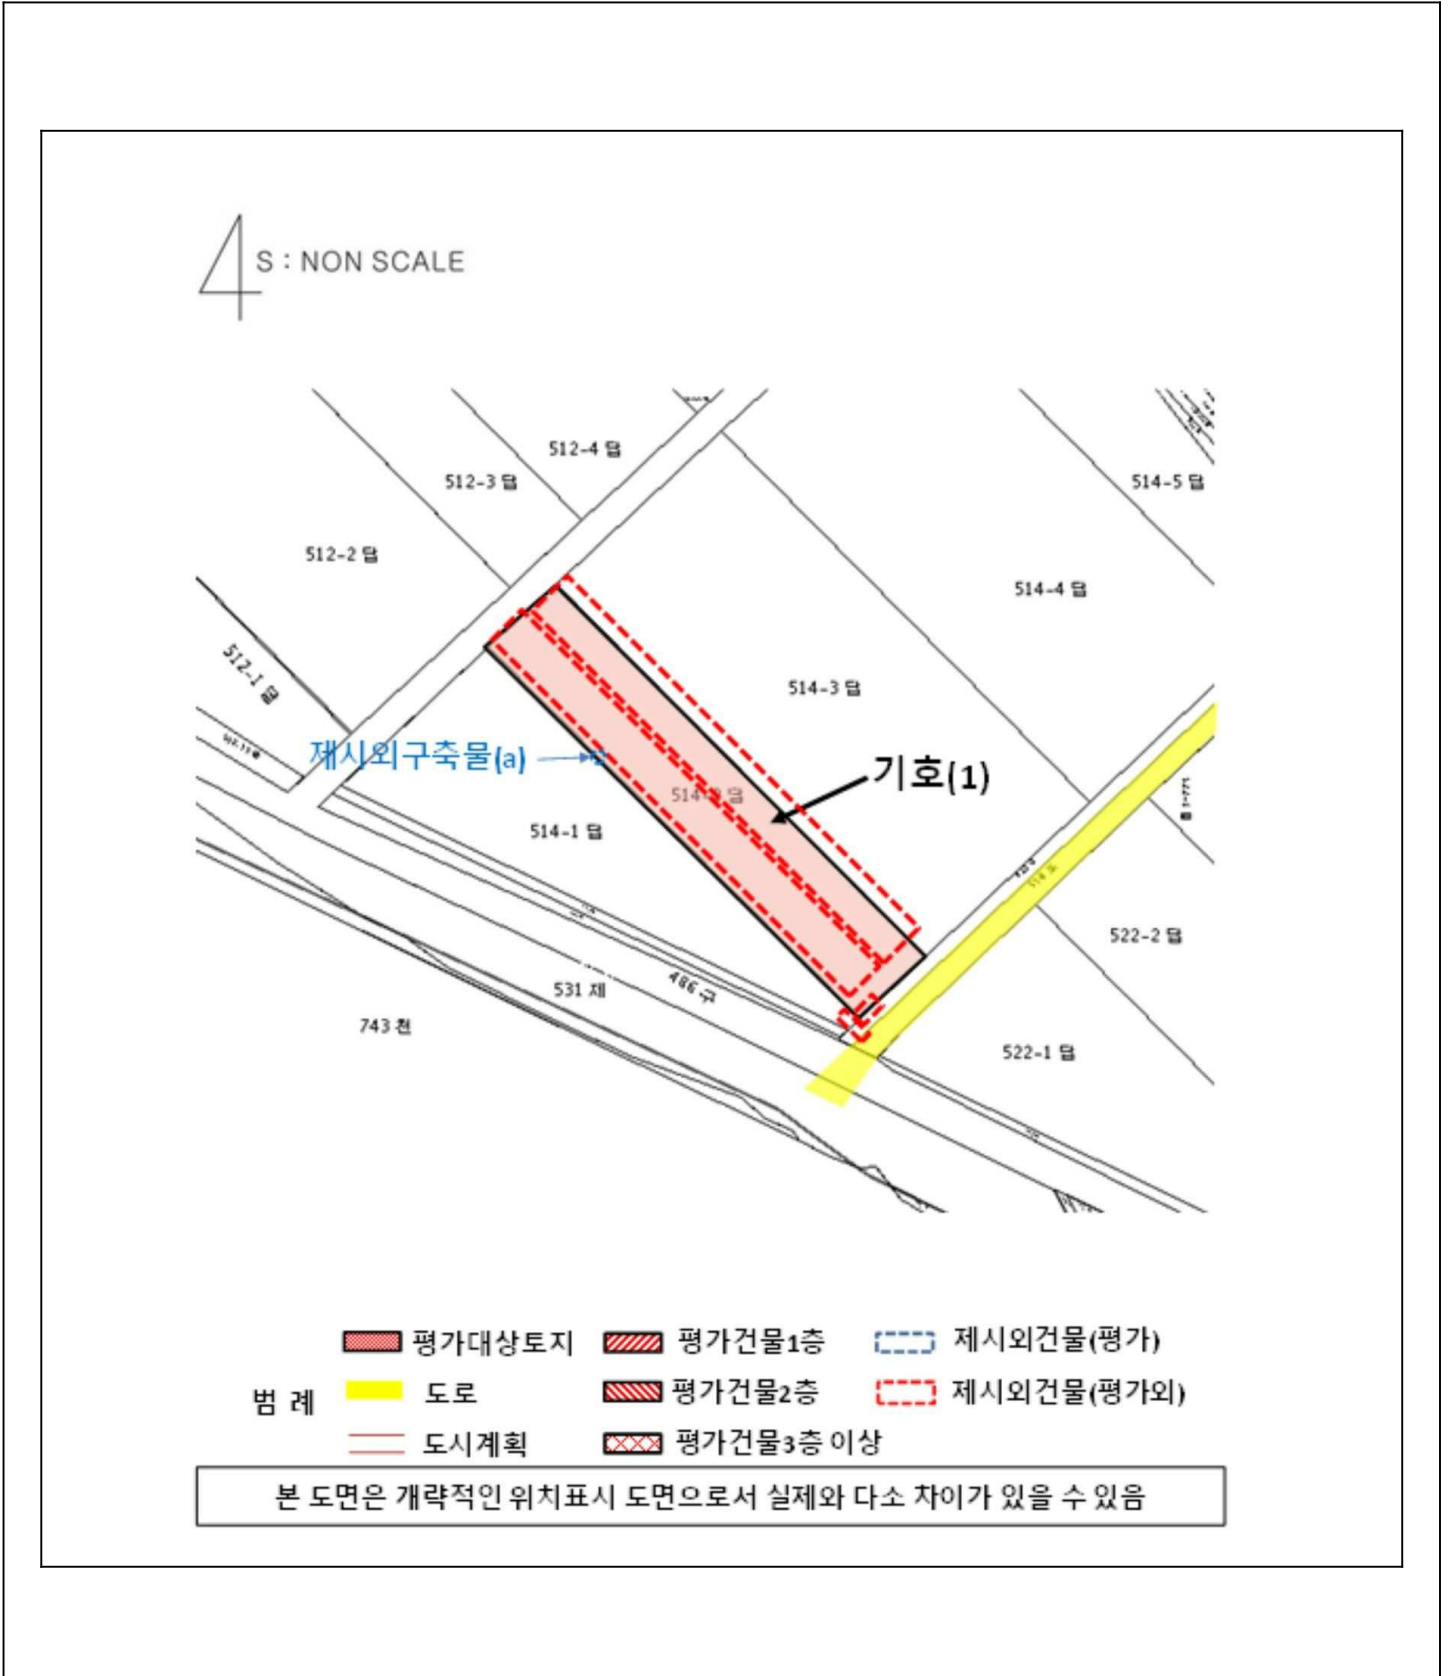 S : NON SCALE
512-4 답
512-3 답
514-5 답
512-2 답
514-4 답
512-1 답
514-3 답
제시외구축물(a)
기호(1)
514-1 답
522-2 답
486 구
531 제
743 천
522-1 답
평가대상토지 평가건물1층 제시외건물(평가)
범 례 도로 평가건물2층 제시외건물(평가외)
도시계획 평가건물3층 이상
본 도면은 개략적인 위치표시 도면으로서 실제와 다소 차이가 있을 수 있음